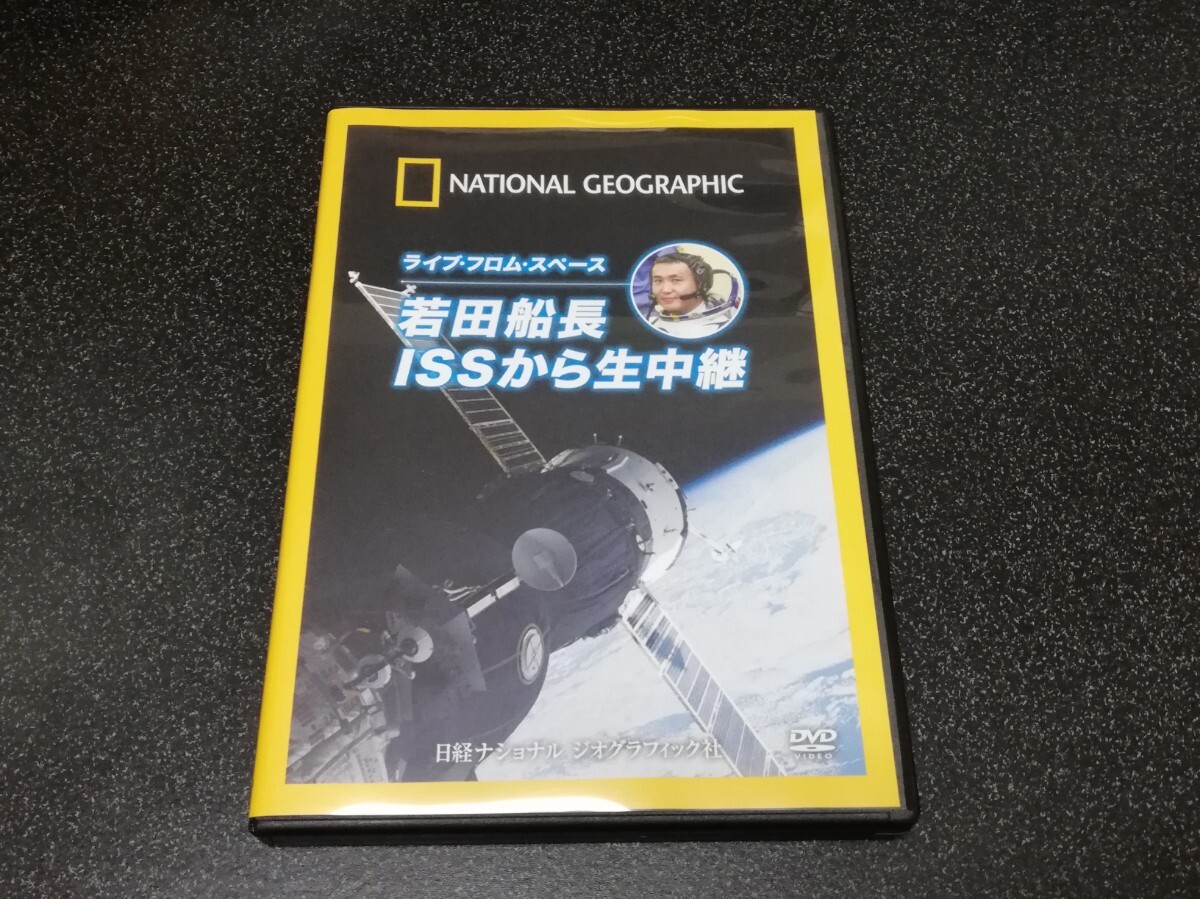 NATIONAL GEOGRAPHIC
ライブ・フロム・スペース
若田船長
ISSから生中継
日経ナショナル ジオグラフィック社
DVD
VIDEO